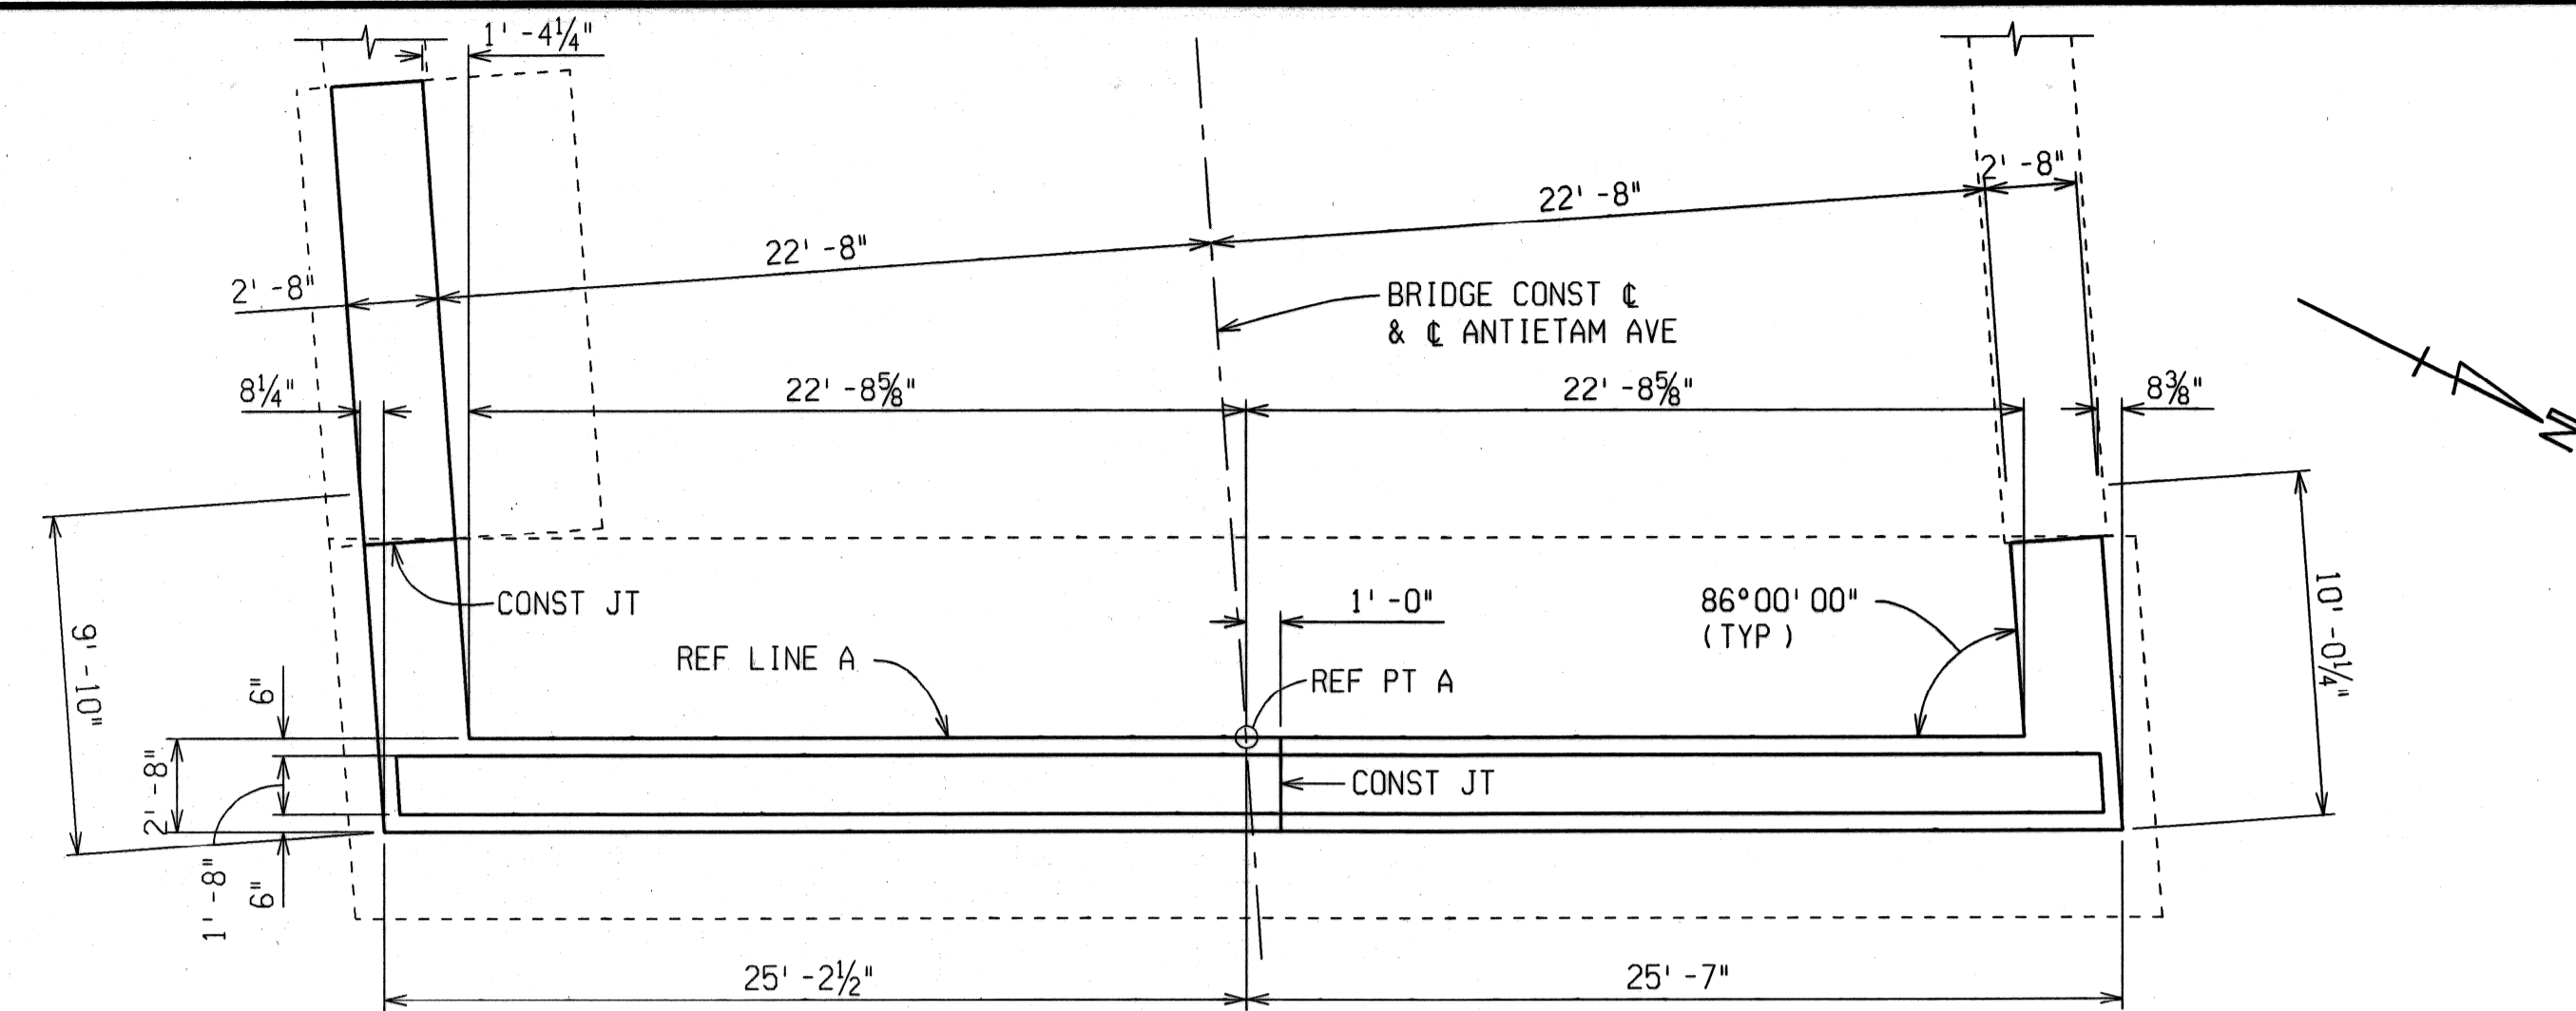 1'-4¼"
2'-8"
22'-8"
22'-8"
2'-8"
BRIDGE CONST ℄
& ℄ ANTIETAM AVE
8¼"
22'-8⅝"
22'-8⅝"
8⅜"
N
CONST JT
1'-0"
86°00'00"
(TYP)
10'-0¼"
9'-10"
REF LINE A
REF PT A
6"
2'-8"
CONST JT
1'-8"
6"
25'-2½"
25'-7"